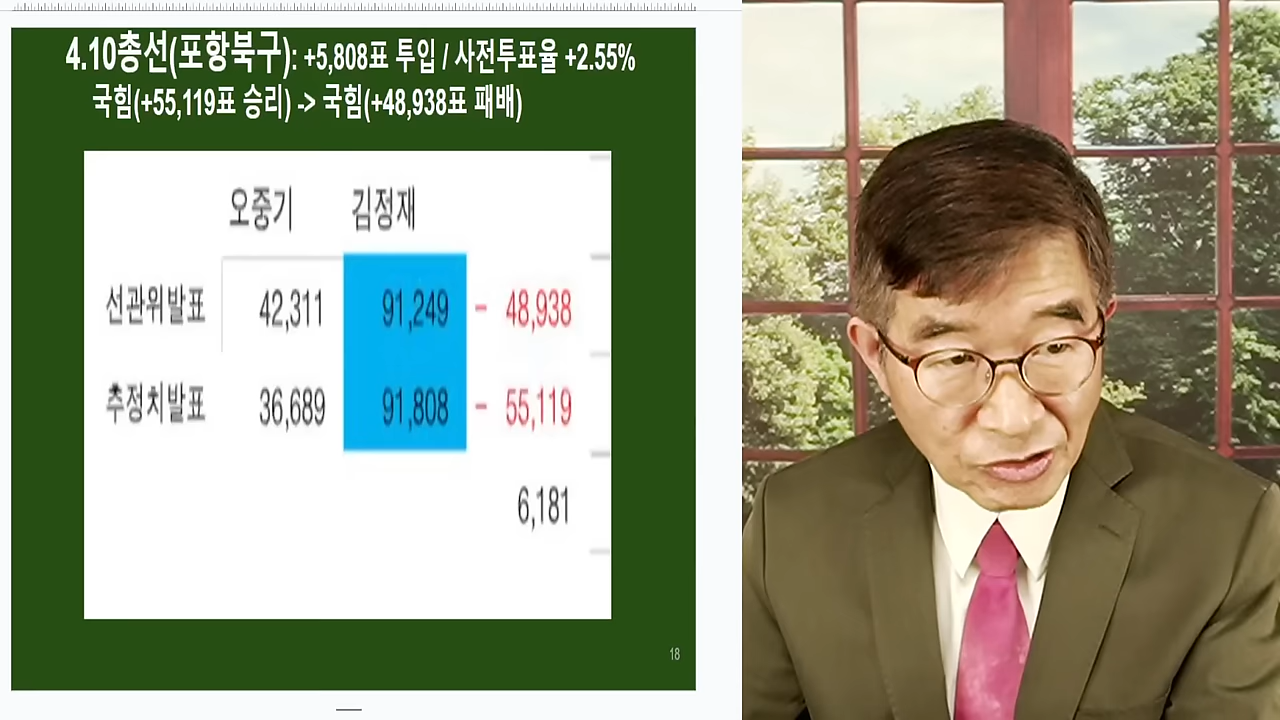 4.10총선(포항북구): +5,808표 투입 / 사전투표율 +2.55%
국힘(+55,119표 승리) -> 국힘(+48,938표 패배)
오중기 김정재
선관위발표 42,311 91,249 - 48,938
추정치발표 36,689 91,808 - 55,119
6,181
18